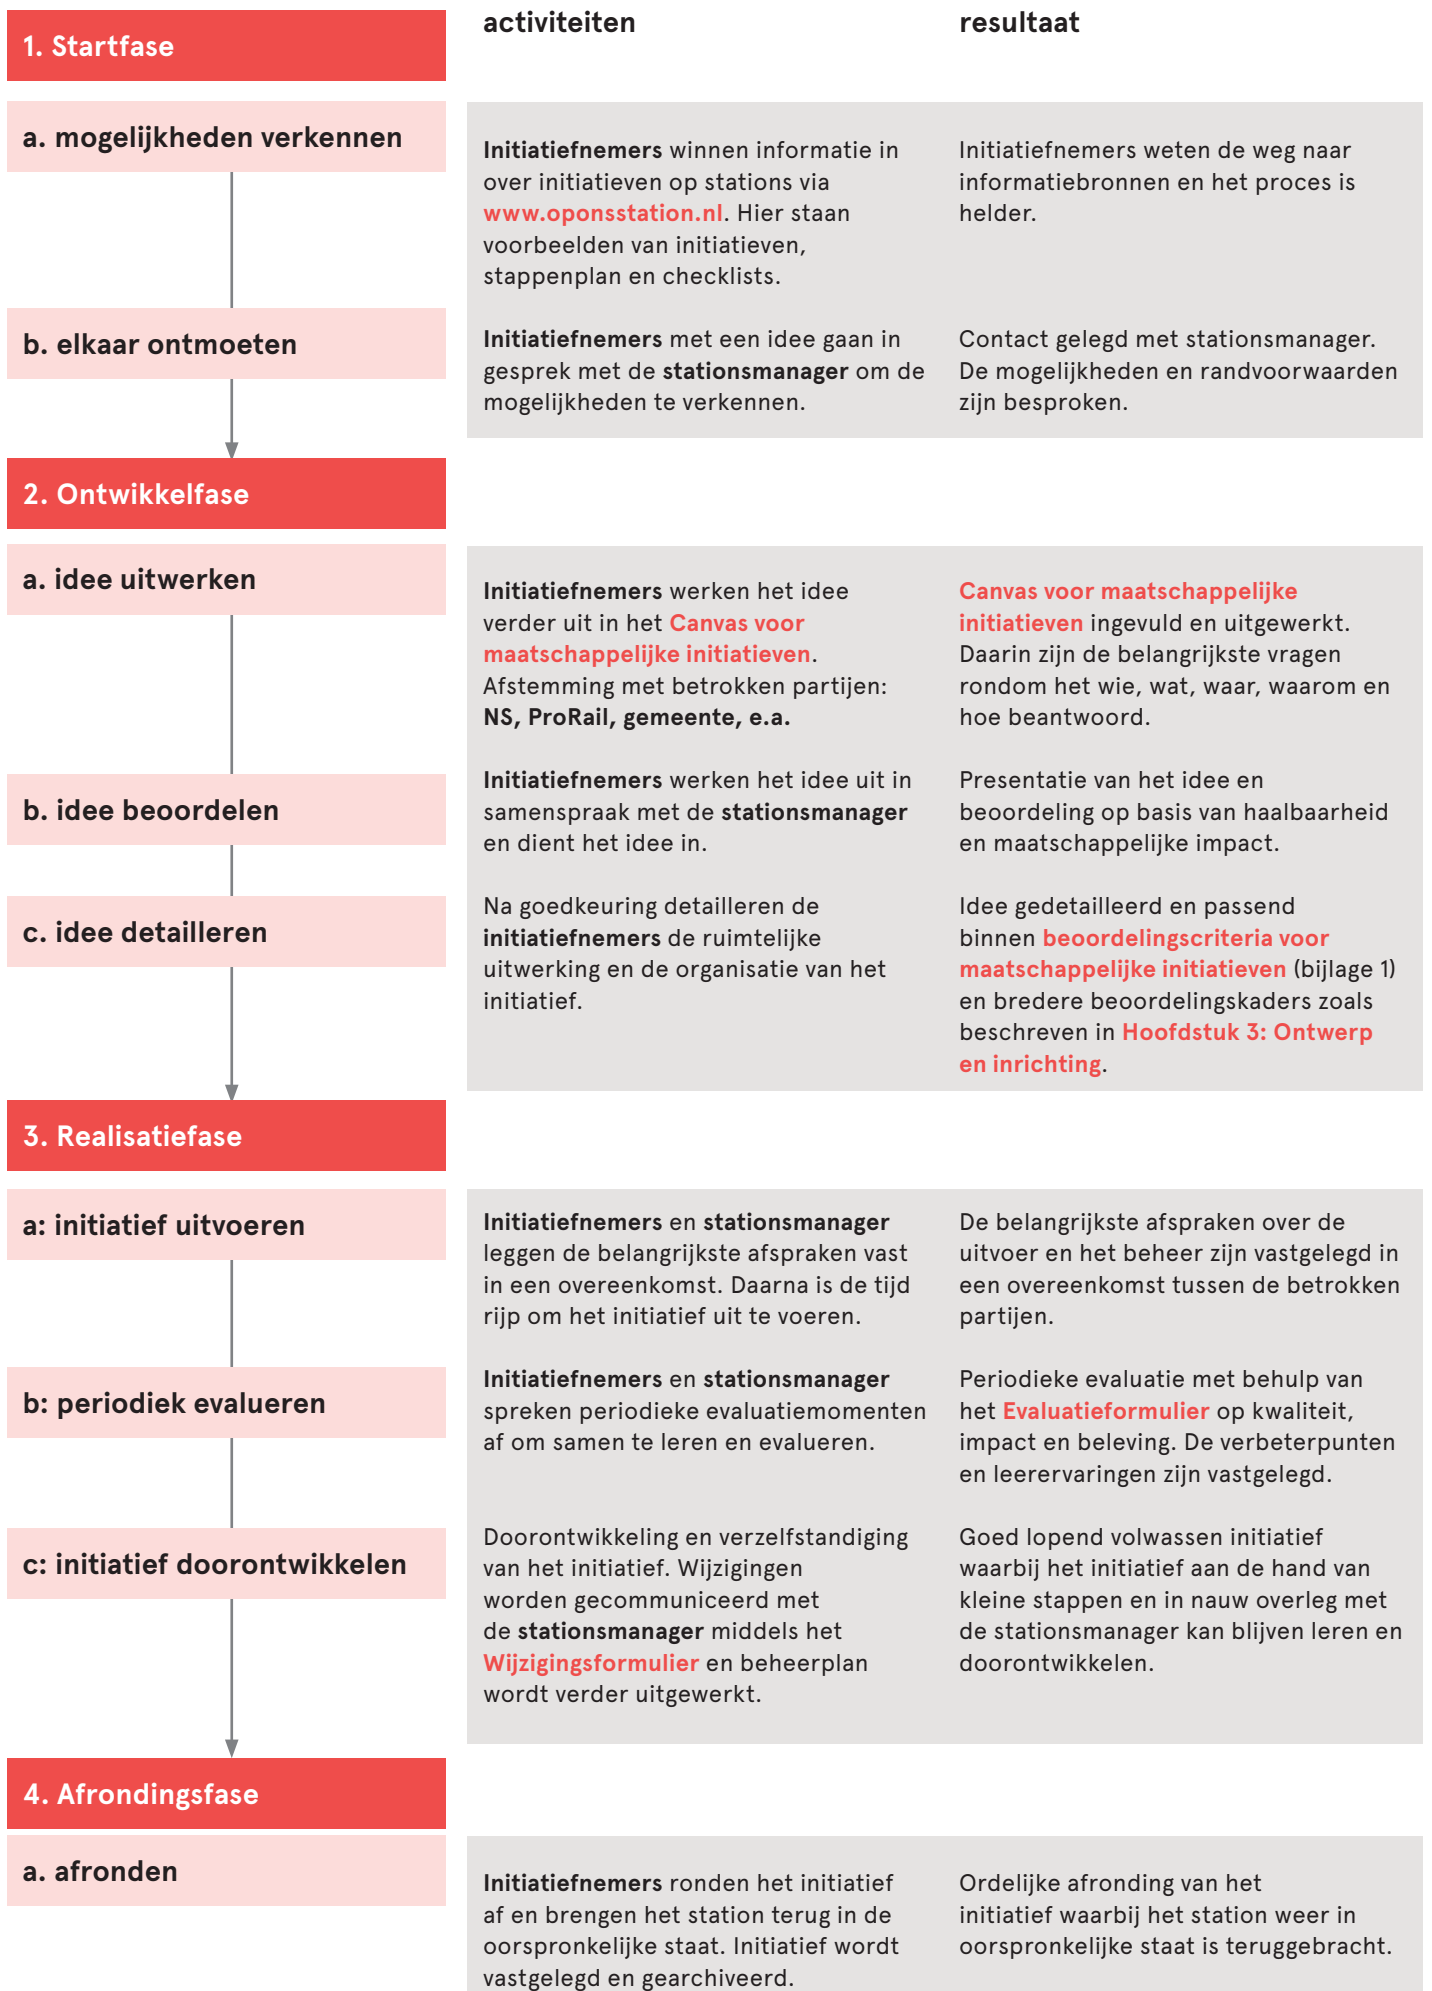 activiteiten
resultaat
1. Startfase
a. mogelijkheden verkennen
Initiatiefnemers winnen informatie in
over initiatieven op stations via
www.oponsstation.nl. Hier staan
voorbeelden van initiatieven,
stappenplan en checklists.
Initiatiefnemers weten de weg naar
informatiebronnen en het proces is
helder.
b. elkaar ontmoeten
Initiatiefnemers met een idee gaan in
gesprek met de stationsmanager om de
mogelijkheden te verkennen.
Contact gelegd met stationsmanager.
De mogelijkheden en randvoorwaarden
zijn besproken.
2. Ontwikkelfase
a. idee uitwerken
Initiatiefnemers werken het idee
verder uit in het Canvas voor
maatschappelijke initiatieven.
Afstemming met betrokken partijen:
NS, ProRail, gemeente, e.a.
Canvas voor maatschappelijke
initiatieven ingevuld en uitgewerkt.
Daarin zijn de belangrijkste vragen
rondom het wie, wat, waar, waarom en
hoe beantwoord.
b. idee beoordelen
Initiatiefnemers werken het idee uit in
samenspraak met de stationsmanager
en dient het idee in.
Presentatie van het idee en
beoordeling op basis van haalbaarheid
en maatschappelijke impact.
c. idee detailleren
Na goedkeuring detailleren de
initiatiefnemers de ruimtelijke
uitwerking en de organisatie van het
initiatief.
Idee gedetailleerd en passend
binnen beoordelingscriteria voor
maatschappelijke initiatieven (bijlage 1)
en bredere beoordelingskaders zoals
beschreven in Hoofdstuk 3: Ontwerp
en inrichting.
3. Realisatiefase
a: initiatief uitvoeren
Initiatiefnemers en stationsmanager
leggen de belangrijkste afspraken vast
in een overeenkomst. Daarna is de tijd
rijp om het initiatief uit te voeren.
De belangrijkste afspraken over de
uitvoer en het beheer zijn vastgelegd in
een overeenkomst tussen de betrokken
partijen.
b: periodiek evalueren
Initiatiefnemers en stationsmanager
spreken periodieke evaluatiemomenten
af om samen te leren en evalueren.
Periodieke evaluatie met behulp van
het Evaluatieformulier op kwaliteit,
impact en beleving. De verbeterpunten
en leerervaringen zijn vastgelegd.
c: initiatief doorontwikkelen
Doorontwikkeling en verzelfstandiging
van het initiatief. Wijzigingen
worden gecommuniceerd met
de stationsmanager middels het
Wijzigingsformulier en beheerplan
wordt verder uitgewerkt.
Goed lopend volwassen initiatief
waarbij het initiatief aan de hand van
kleine stappen en in nauw overleg met
de stationsmanager kan blijven leren en
doorontwikkelen.
4. Afrondingsfase
a. afronden
Initiatiefnemers ronden het initiatief
af en brengen het station terug in de
oorspronkelijke staat. Initiatief wordt
vastgelegd en gearchiveerd.
Ordelijke afronding van het
initiatief waarbij het station weer in
oorspronkelijke staat is teruggebracht.